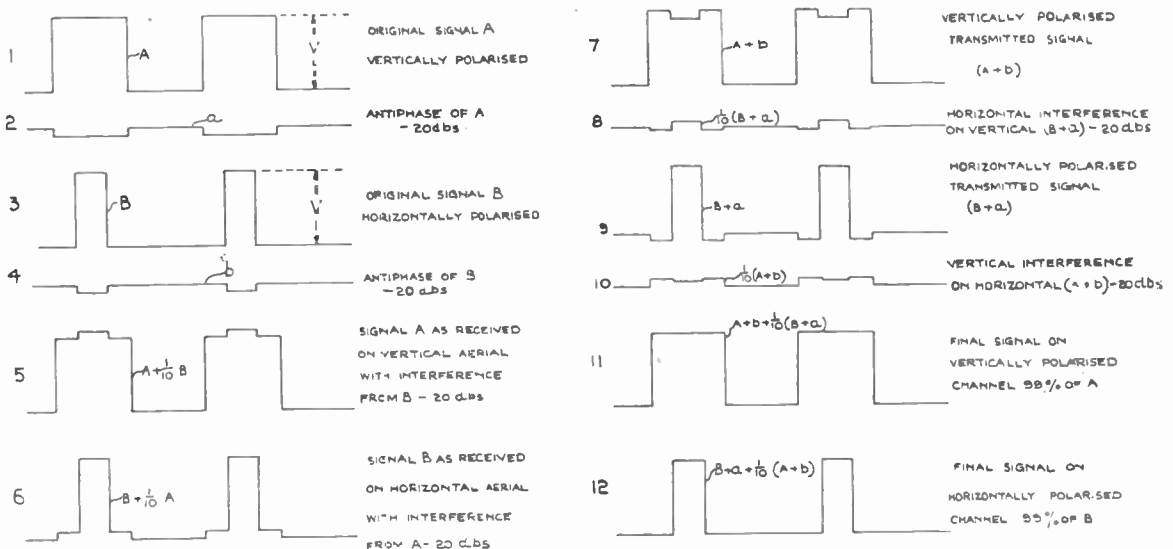 1
A
V
ORIGINAL SIGNAL A
VERTICALLY POLARISED
2
a
ANTIPHASE OF A
- 20dbs
3
B
V
ORIGINAL SIGNAL B
HORIZONTALLY POLARISED
4
b
ANTIPHASE OF B
- 20 dbs
5
A + 1/10 B
SIGNAL A AS RECEIVED
ON VERTICAL AERIAL
WITH INTERFERENCE
FROM B - 20 dbs
6
B + 1/10 A
SIGNAL B AS RECEIVED
ON HORIZONTAL AERIAL
WITH INTERFERENCE
FROM A - 20 dbs
7
A + b
VERTICALLY POLARISED
TRANSMITTED SIGNAL
(A + b)
8
1/10 (B + a)
HORIZONTAL INTERFERENCE
ON VERTICAL (B+a) - 20 dbs
9
B + a
HORIZONTALLY POLARISED
TRANSMITTED SIGNAL
(B + a)
10
1/10 (A + b)
VERTICAL INTERFERENCE
ON HORIZONTAL (A + b) - 20 dbs
11
A + b + 1/10 (B + a)
FINAL SIGNAL ON
VERTICALLY POLARISED
CHANNEL 99% OF A
12
B + a + 1/10 (A + b)
FINAL SIGNAL ON
HORIZONTALLY POLARISED
CHANNEL 99% OF B